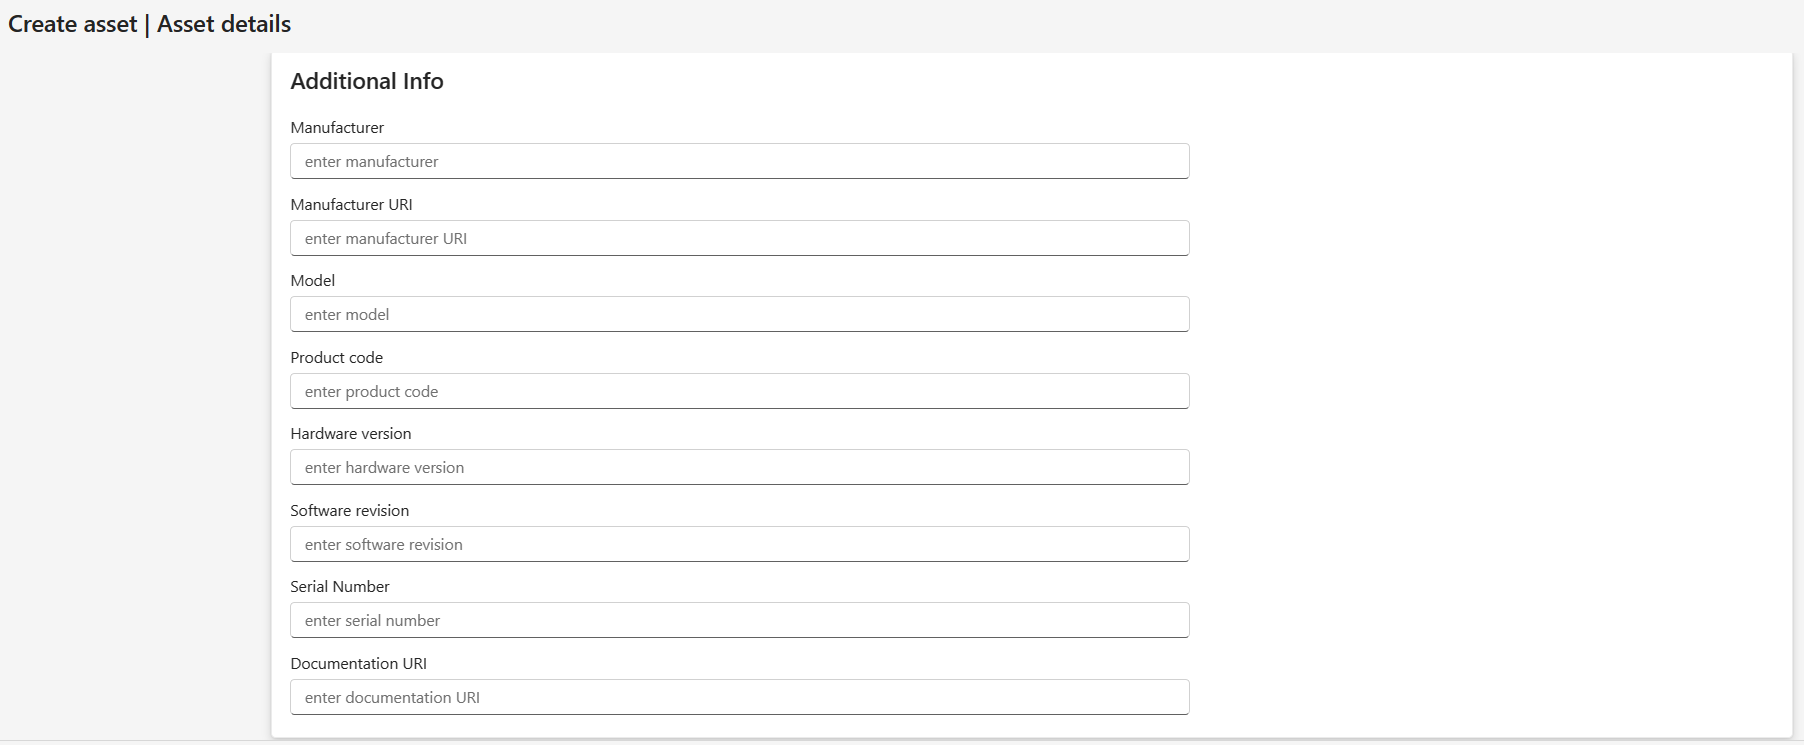 Create asset | Asset details
Additional Info
Manufacturer
enter manufacturer
Manufacturer URI
enter manufacturer URI
Model
enter model
Product code
enter product code
Hardware version
enter hardware version
Software revision
enter software revision
Serial Number
enter serial number
Documentation URI
enter documentation URI